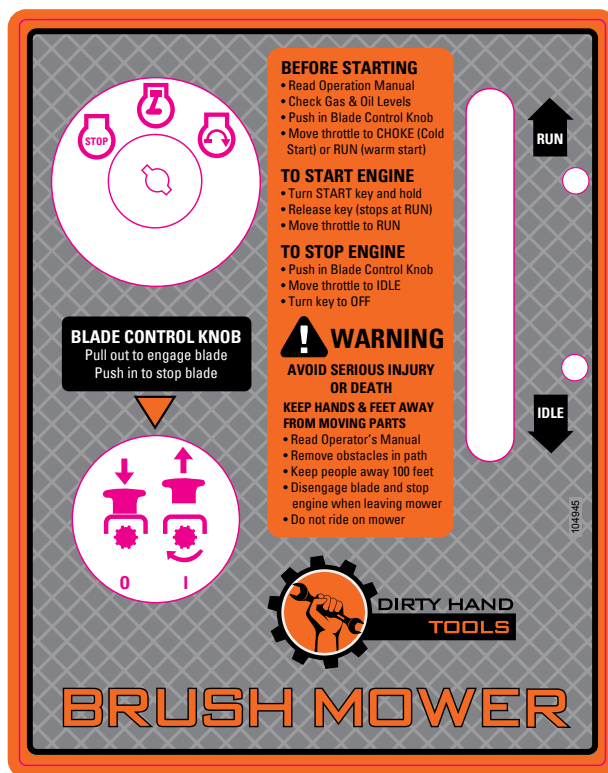 STOP
BEFORE STARTING
• Read Operation Manual
• Check Gas & Oil Levels
• Push in Blade Control Knob
• Move throttle to CHOKE (Cold
Start) or RUN (warm start)
TO START ENGINE
• Turn START key and hold
• Release key (stops at RUN)
• Move throttle to RUN
TO STOP ENGINE
• Push in Blade Control Knob
• Move throttle to IDLE
• Turn key to OFF
WARNING
AVOID SERIOUS INJURY
OR DEATH
KEEP HANDS & FEET AWAY
FROM MOVING PARTS
• Read Operator's Manual
• Remove obstacles in path
• Keep people away 100 feet
• Disengage blade and stop
engine when leaving mower
• Do not ride on mower
RUN
IDLE
104945
BLADE CONTROL KNOB
Pull out to engage blade
Push in to stop blade
O I
DIRTY HAND
TOOLS
BRUSH MOWER